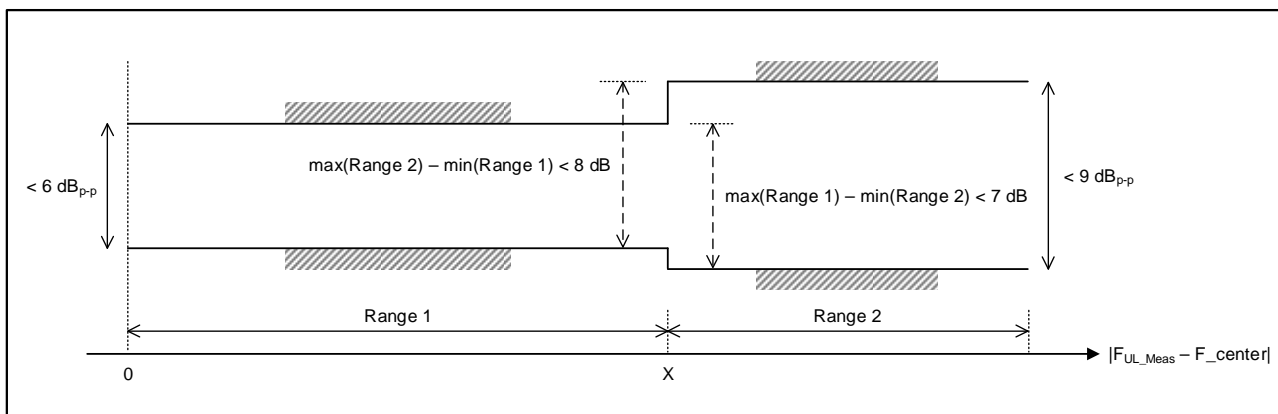 max(Range 2) – min(Range 1) < 8 dB
< 6 dBp-p
max(Range 1) – min(Range 2) < 7 dB
< 9 dBp-p
Range 1
Range 2
0
X
|FUL_Meas – F_center|